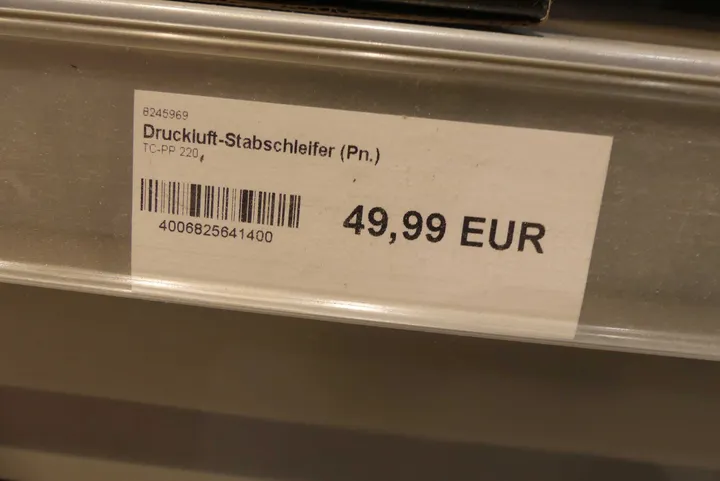 8245969
Druckluft-Stabschleifer (Pn.)
TC-PP 220
4006825641400
49,99 EUR